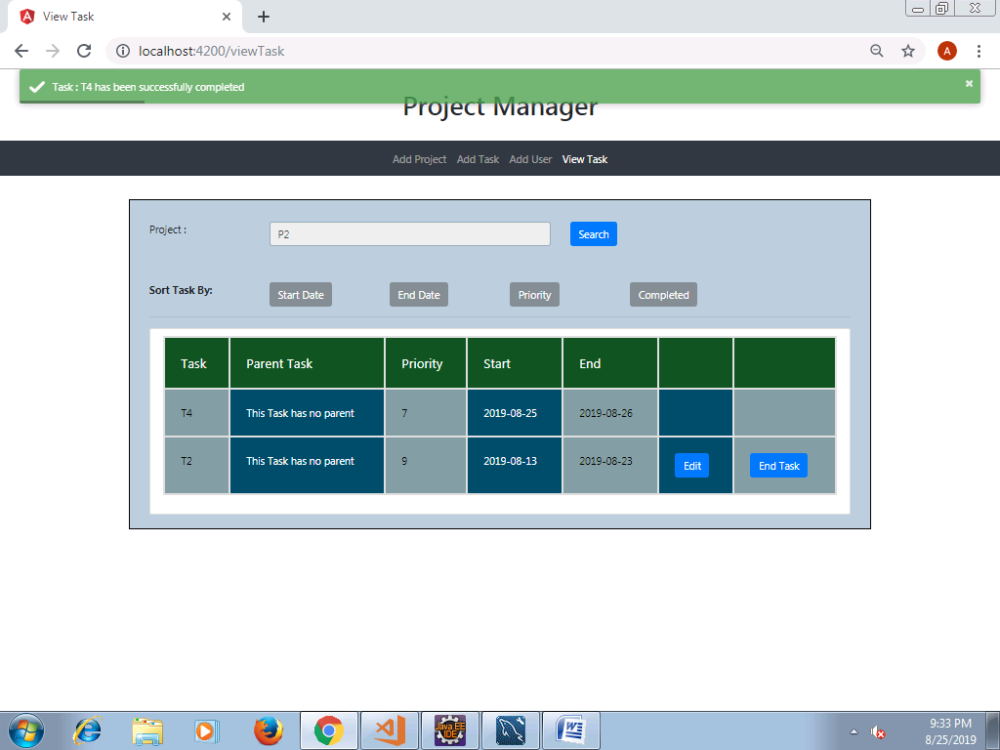 View Task
localhost:4200/viewTask
A
Task : T4 has been successfully completed
Project Manager
Add Project Add Task Add User View Task
Project : P2 Search
Sort Task By: Start Date End Date Priority Completed
Task Parent Task Priority Start End
T4 This Task has no parent 7 2019-08-25 2019-08-26
T2 This Task has no parent 9 2019-08-13 2019-08-23 Edit End Task
Java EE
IDE
W
9:33 PM
8/25/2019